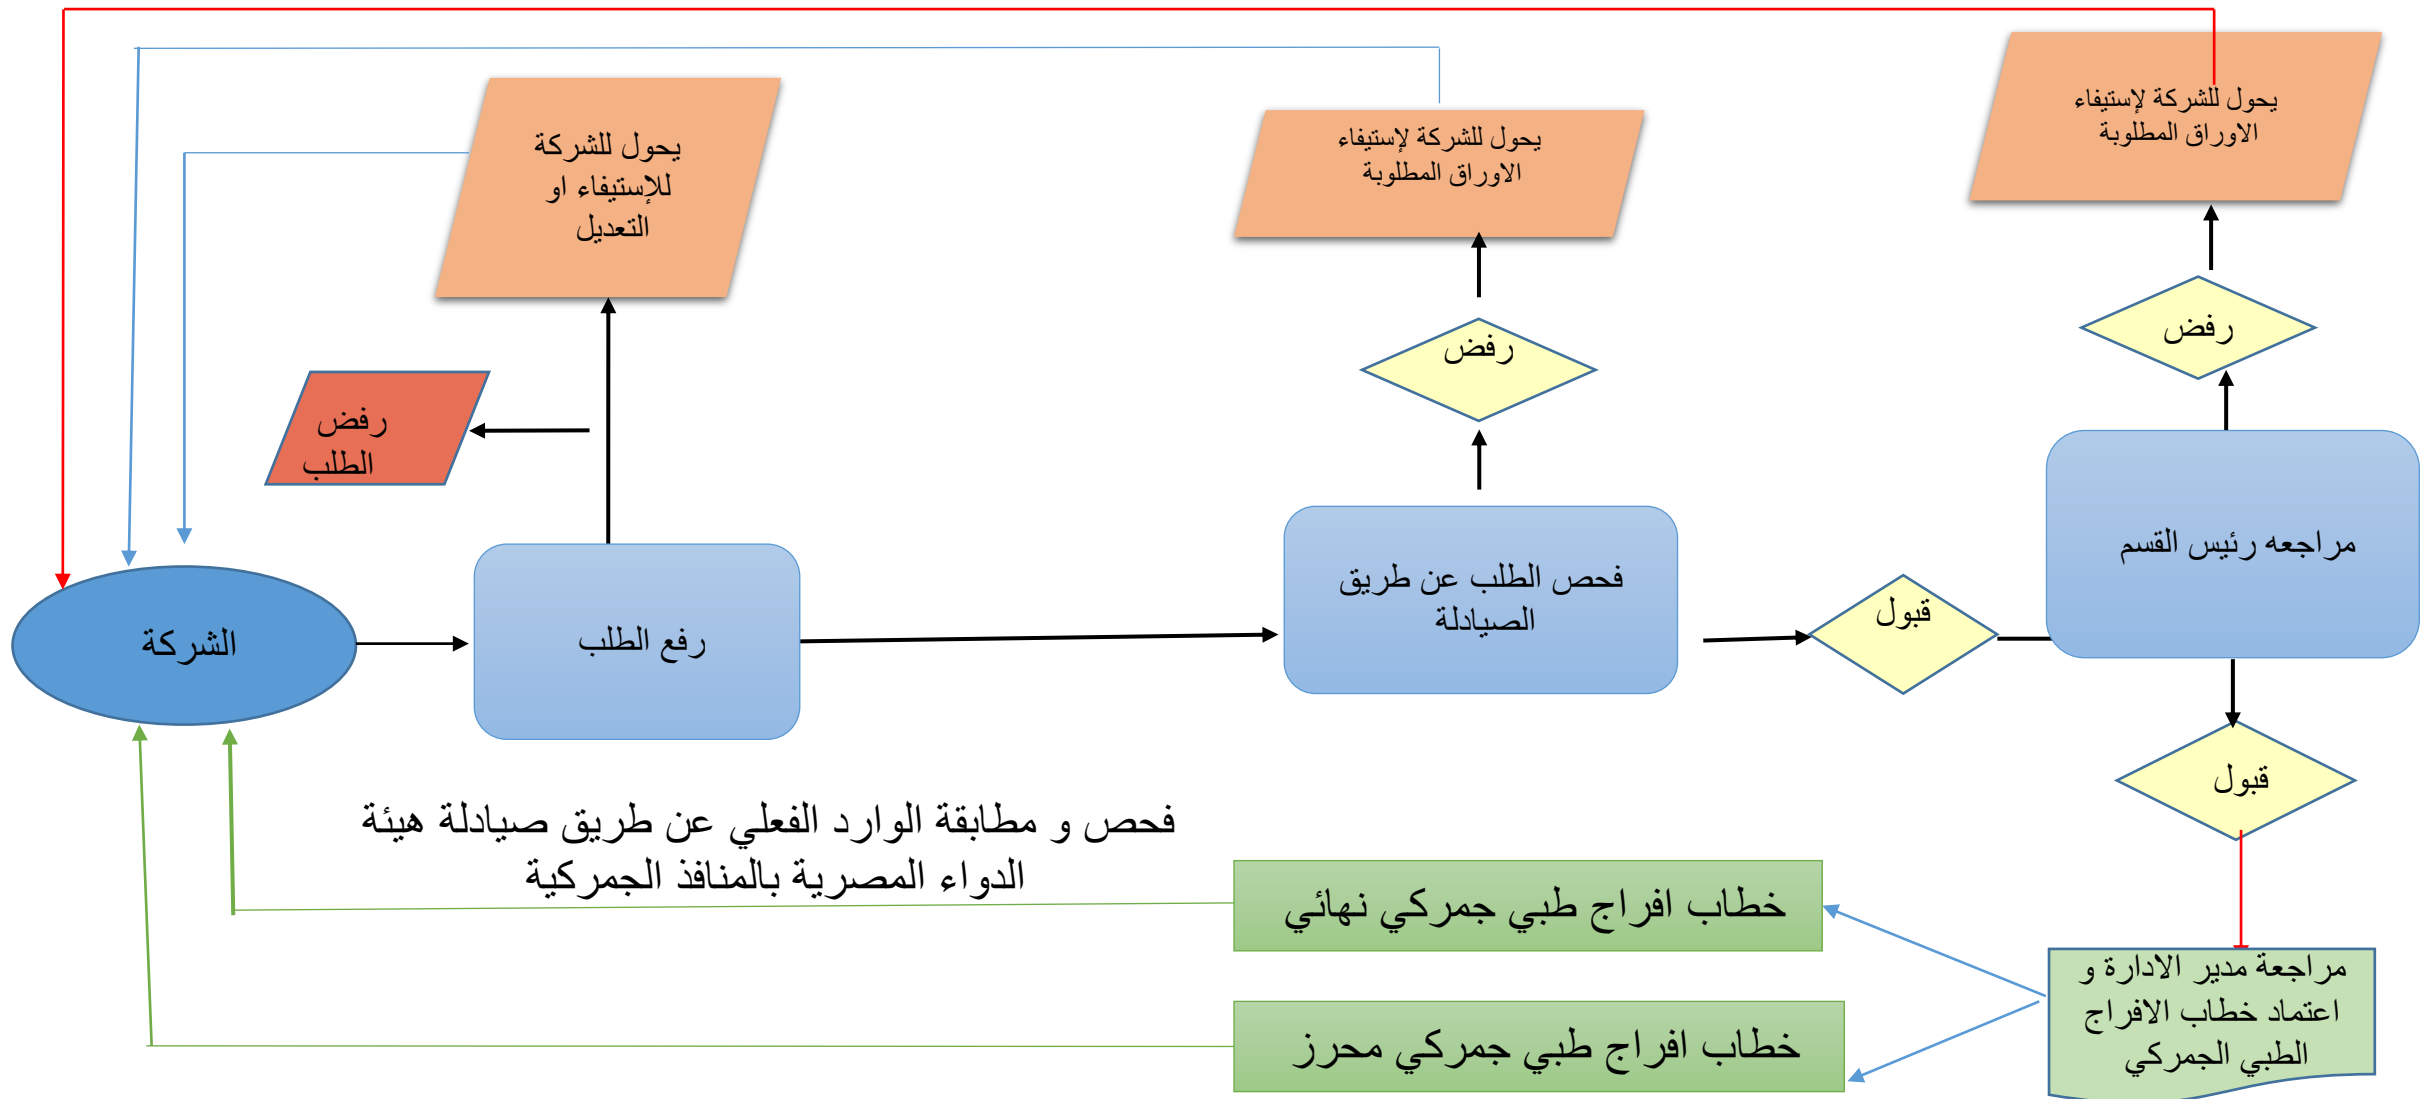 يحول للشركة لإستيفاء
الاوراق المطلوبة
يحول للشركة لإستيفاء
الاوراق المطلوبة
يحول للشركة
للإستيفاء او
التعديل
رفض
رفض
رفض
الطلب
مراجعه رئيس القسم
فحص الطلب عن طريق
الصيادلة
قبول
رفع الطلب
الشركة
قبول
فحص و مطابقة الوارد الفعلي عن طريق صيادلة هيئة
الدواء المصرية بالمنافذ الجمركية
خطاب افراج طبي جمركي نهائي
مراجعة مدير الادارة و
اعتماد خطاب الافراج
الطبي الجمركي
خطاب افراج طبي جمركي محرز